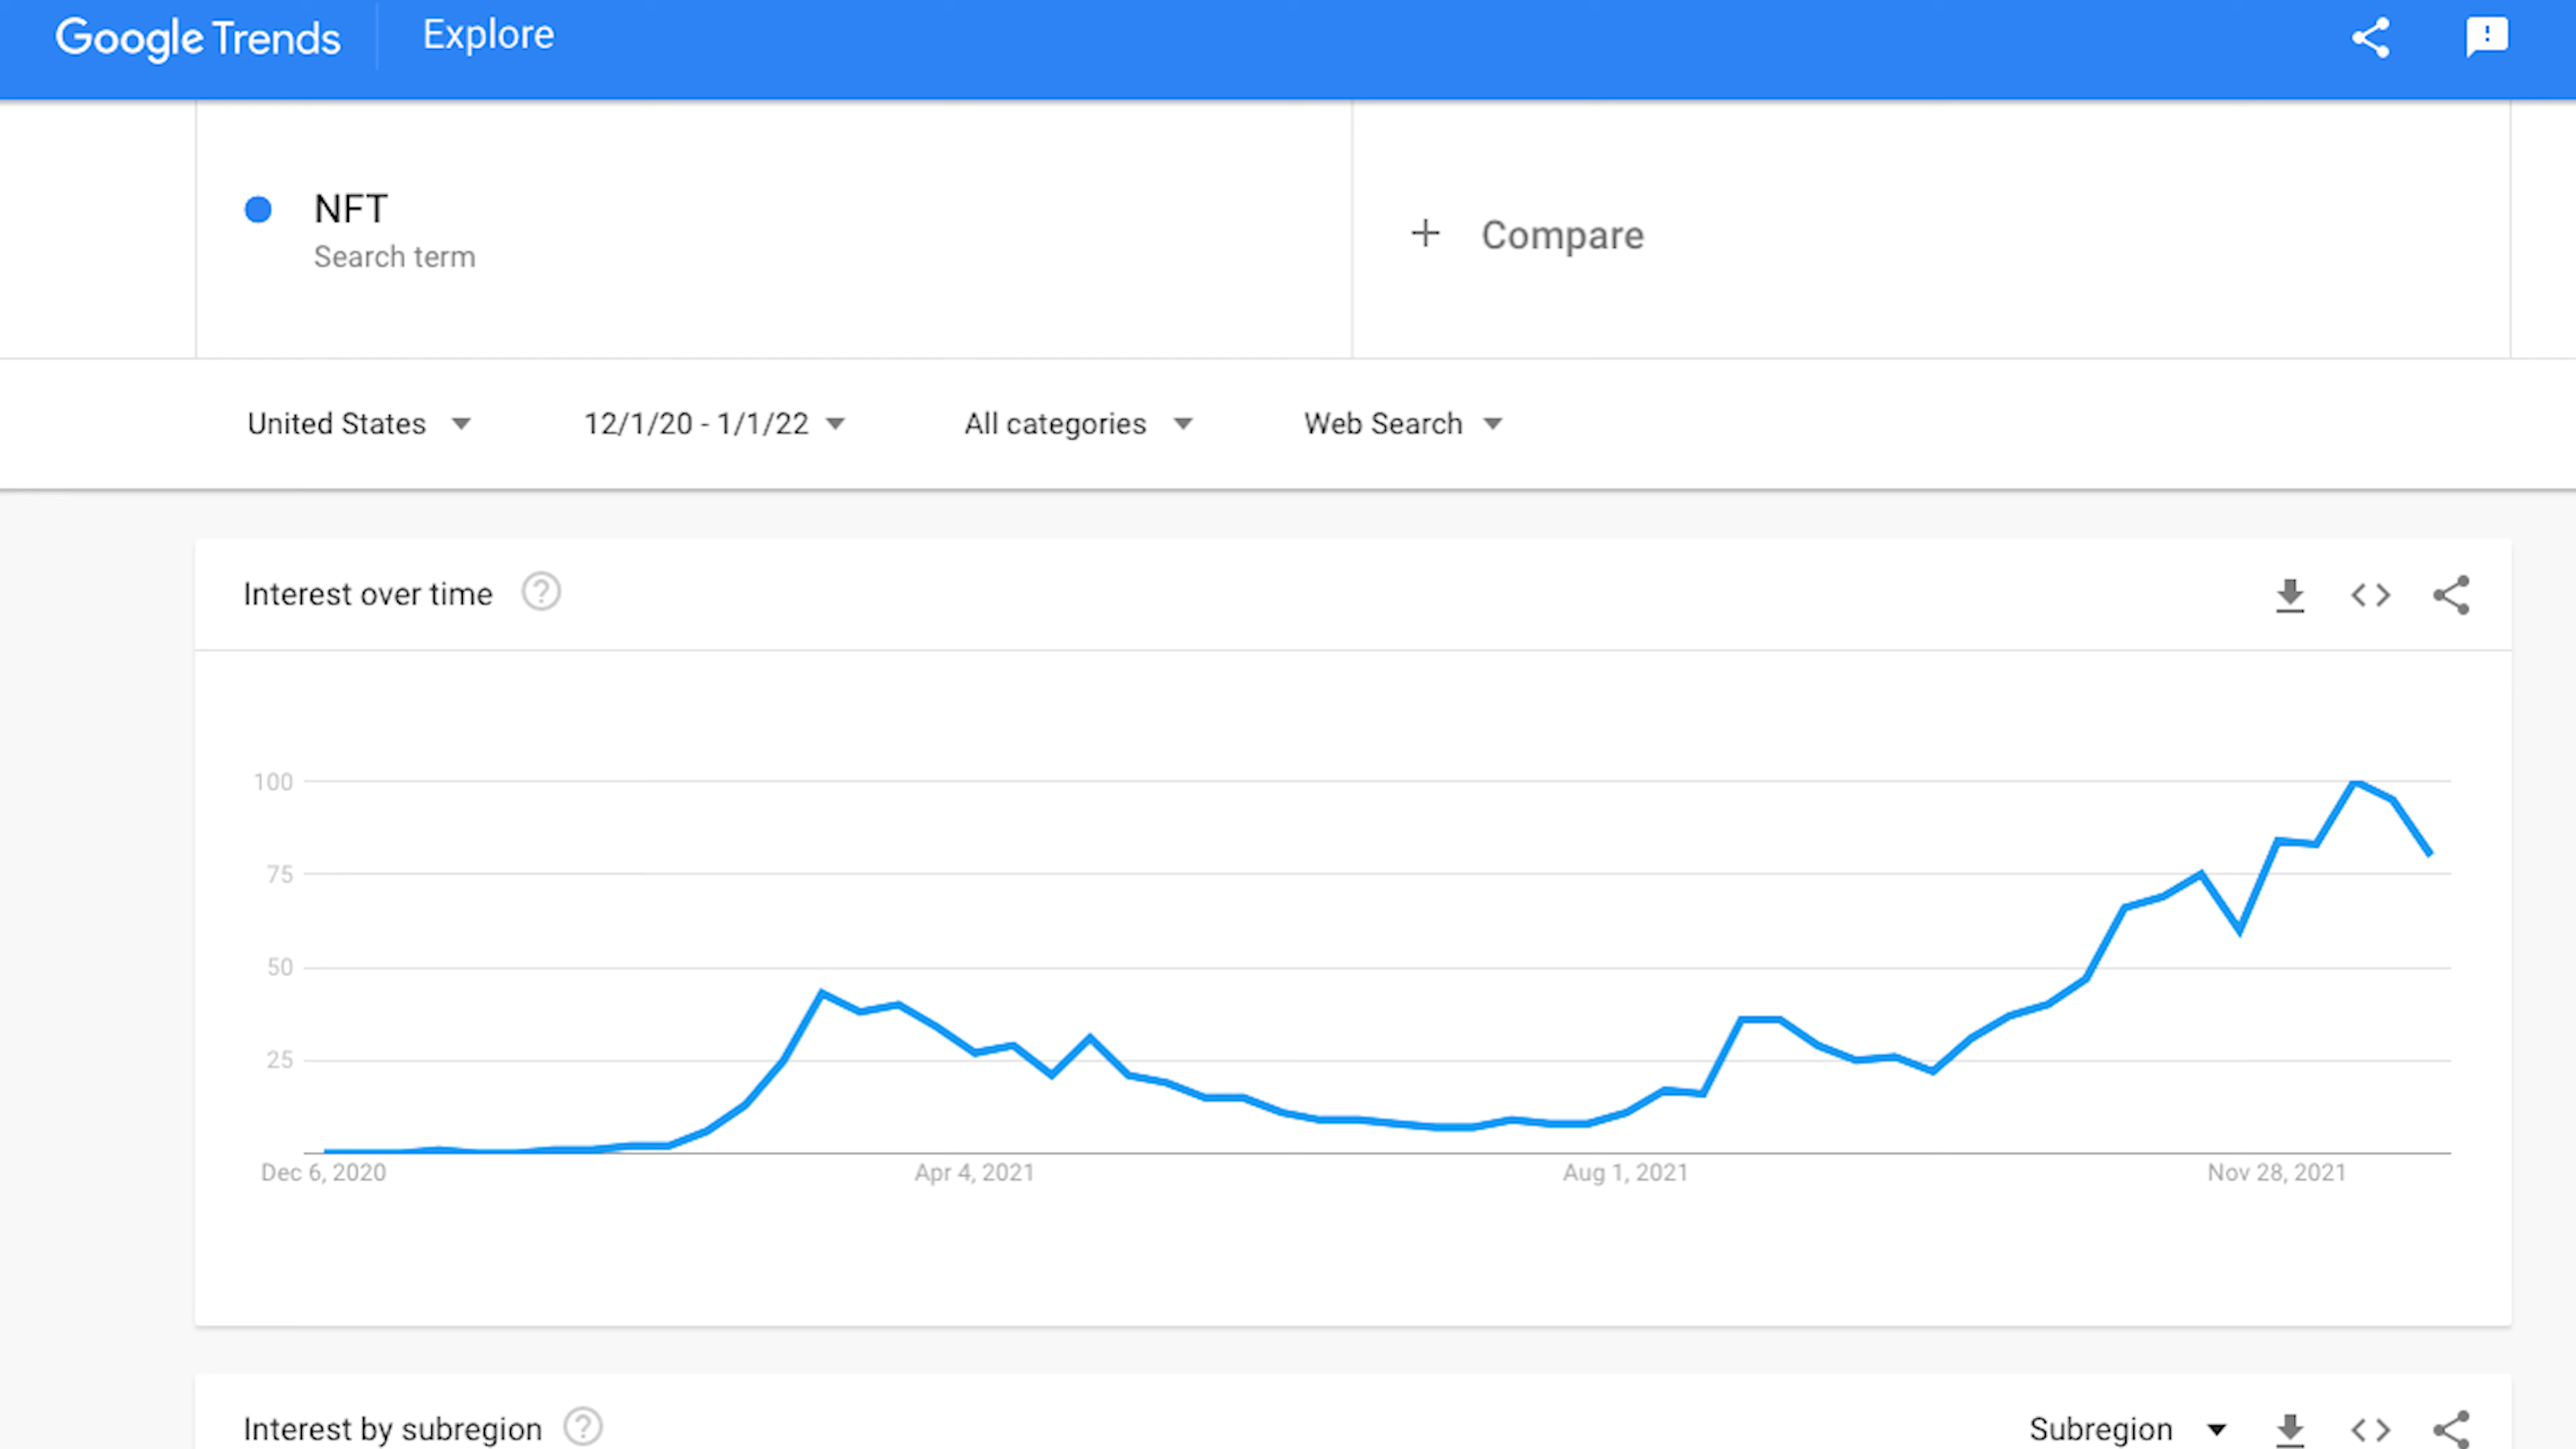 Google Trends Explore
NFT
Search term
+ Compare
United States 12/1/20 - 1/1/22 All categories Web Search
Interest over time
100
75
50
25
Dec 6, 2020 Apr 4, 2021 Aug 1, 2021 Nov 28, 2021
Interest by subregion Subregion